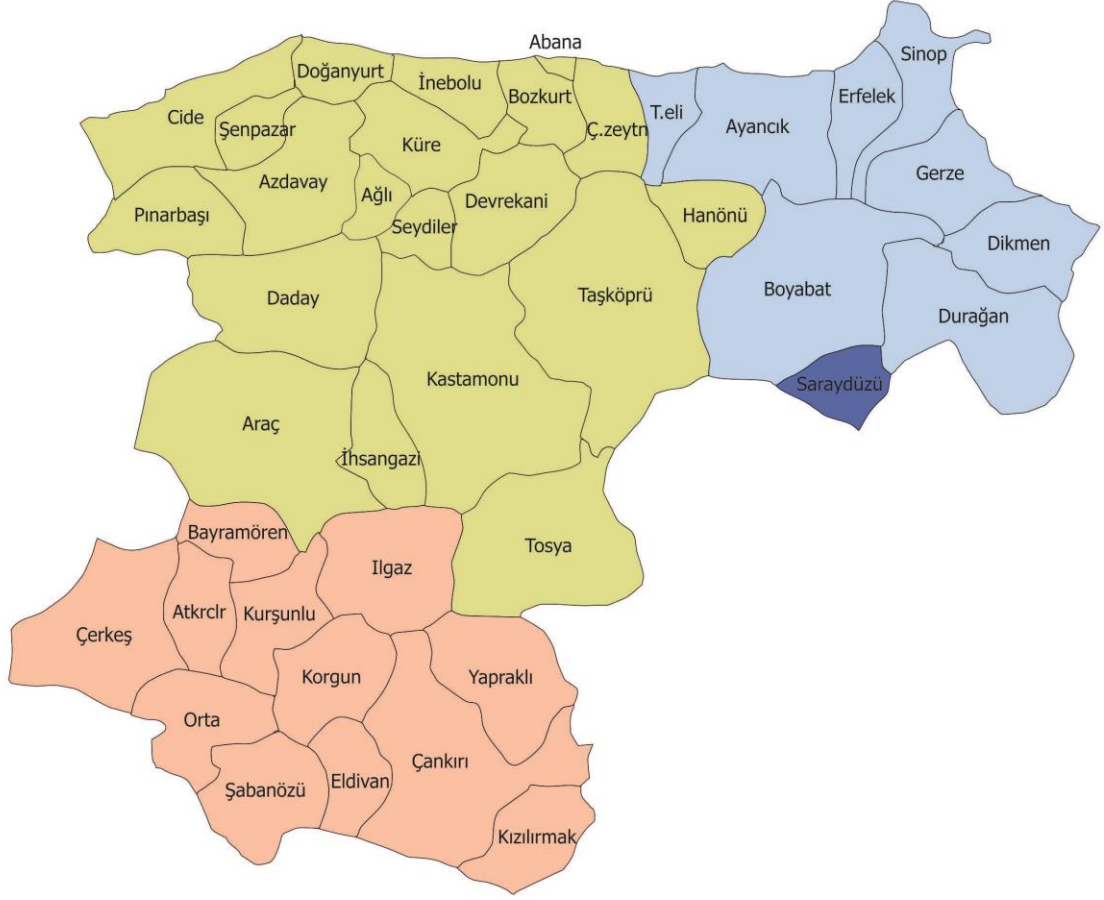 Abana
Sinop
Doğanyurt
İnebolu
Bozkurt
Erfelek
Cide
Şenpazar
T.eli
Ayancık
Ç.zeytn
Küre
Azdavay
Ağlı
Devrekani
Gerze
Pınarbaşı
Seydiler
Hanönü
Dikmen
Daday
Taşköprü
Boyabat
Durağan
Kastamonu
Saraydüzü
Araç
İhsangazi
Bayramören
Tosya
Ilgaz
Atkrclr
Kurşunlu
Çerkeş
Korgun
Yapraklı
Orta
Çankırı
Şabanözü
Eldivan
Kızılırmak